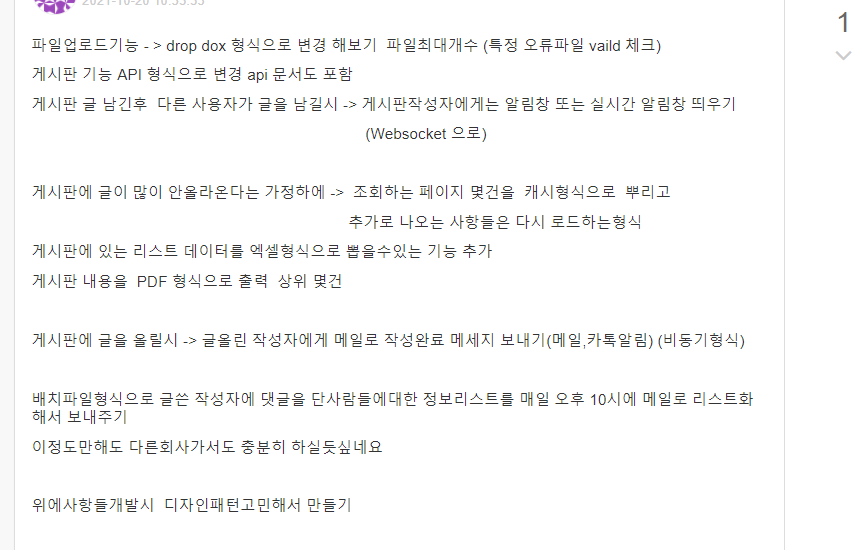 2021-10-20 10:55:55
1
파일업로드기능 - > drop dox 형식으로 변경 해보기 파일최대개수 (특정 오류파일 vaild 체크)
게시판 기능 API 형식으로 변경 api 문서도 포함
게시판 글 남긴후 다른 사용자가 글을 남길시 -> 게시판작성자에게는 알림창 또는 실시간 알림창 띄우기
(Websocket 으로)
게시판에 글이 많이 안올라온다는 가정하에 -> 조회하는 페이지 몇건을 캐시형식으로 뿌리고
추가로 나오는 사항들은 다시 로드하는형식
게시판에 있는 리스트 데이터를 엑셀형식으로 뽑을수있는 기능 추가
게시판 내용을 PDF 형식으로 출력 상위 몇건
게시판에 글을 올릴시 -> 글올린 작성자에게 메일로 작성완료 메세지 보내기(메일,카톡알림) (비동기형식)
배치파일형식으로 글쓴 작성자에 댓글을 단사람들에대한 정보리스트를 매일 오후 10시에 메일로 리스트화
해서 보내주기
이정도만해도 다른회사가서도 충분히 하실듯싶네요
위에사항들개발시 디자인패턴고민해서 만들기